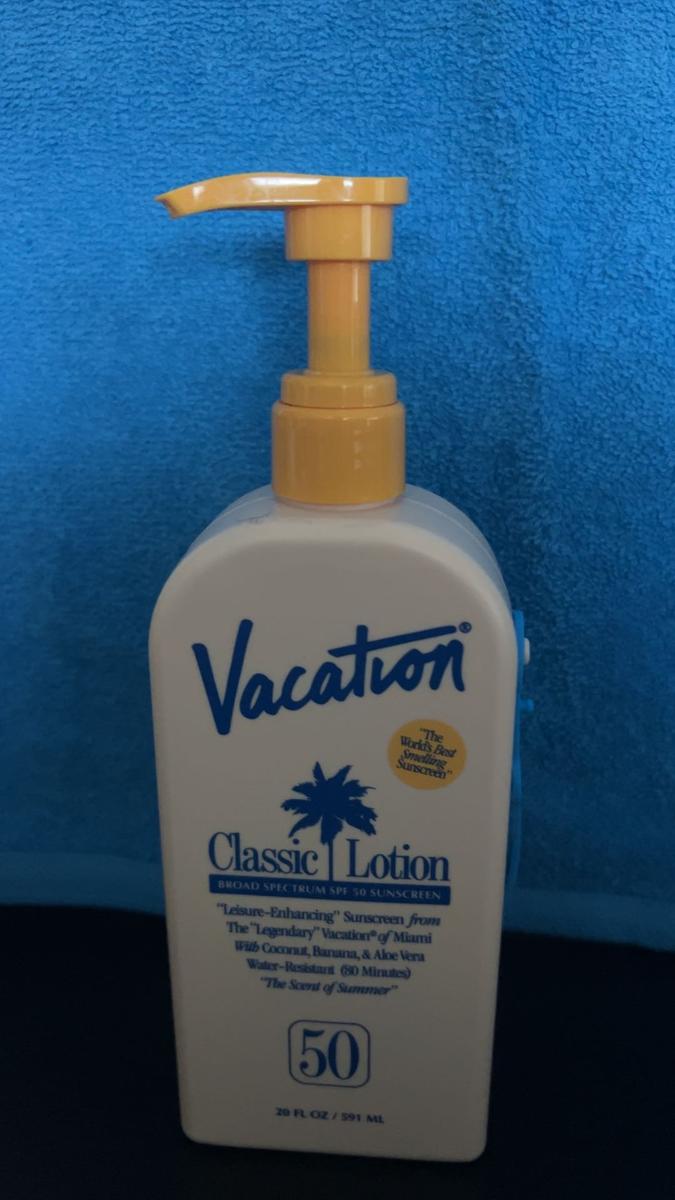 Vacation®
"The
World's Best
Smelling
Sunscreen"
Classic Lotion
BROAD SPECTRUM SPF 50 SUNSCREEN
"Leisure-Enhancing" Sunscreen from
The "Legendary" Vacation® of Miami
With Coconut, Banana, & Aloe Vera
Water-Resistant (80 Minutes)
"The Scent of Summer"
50
20 FL OZ / 591 ML